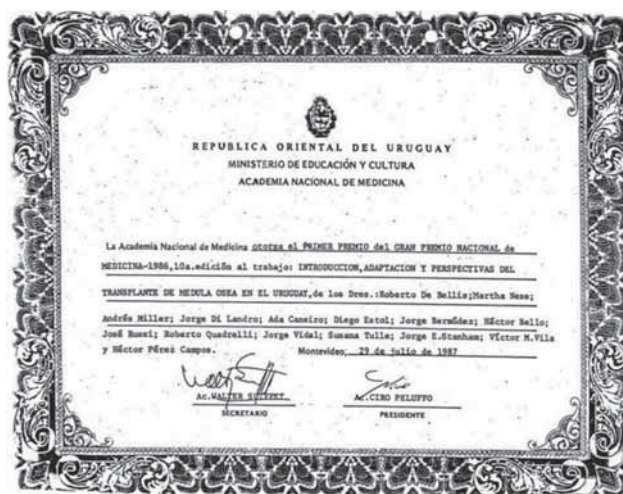 REPUBLICA ORIENTAL DEL URUGUAY
MINISTERIO DE EDUCACIÓN Y CULTURA
ACADEMIA NACIONAL DE MEDICINA
La Academia Nacional de Medicina otorga el PRIMER PREMIO del GRAN PREMIO NACIONAL de
MEDICINA-1986,10a.edición al trabajo: INTRODUCCION,ADAPTACION Y PERSPECTIVAS DEL
TRANSPLANTE DE MEDULA OSEA EN EL URUGUAY,de los Dres.:Roberto De Bellis;Martha Nese;
Andrés Miller; Jorge Di Landro; Ada Caneiro; Diego Estol; Jorge Bermúdez; Héctor Bello;
José Russi; Roberto Quadrelli; Jorge Vidal; Susana Tulle; Jorge E.Stanham; Víctor M.Vila
y Héctor Pérez Campos. Montevideo, 29 de julio de 1987
Ac.WALTER Ac.CIRO PELUFFO
SECRETARIO PRESIDENTE